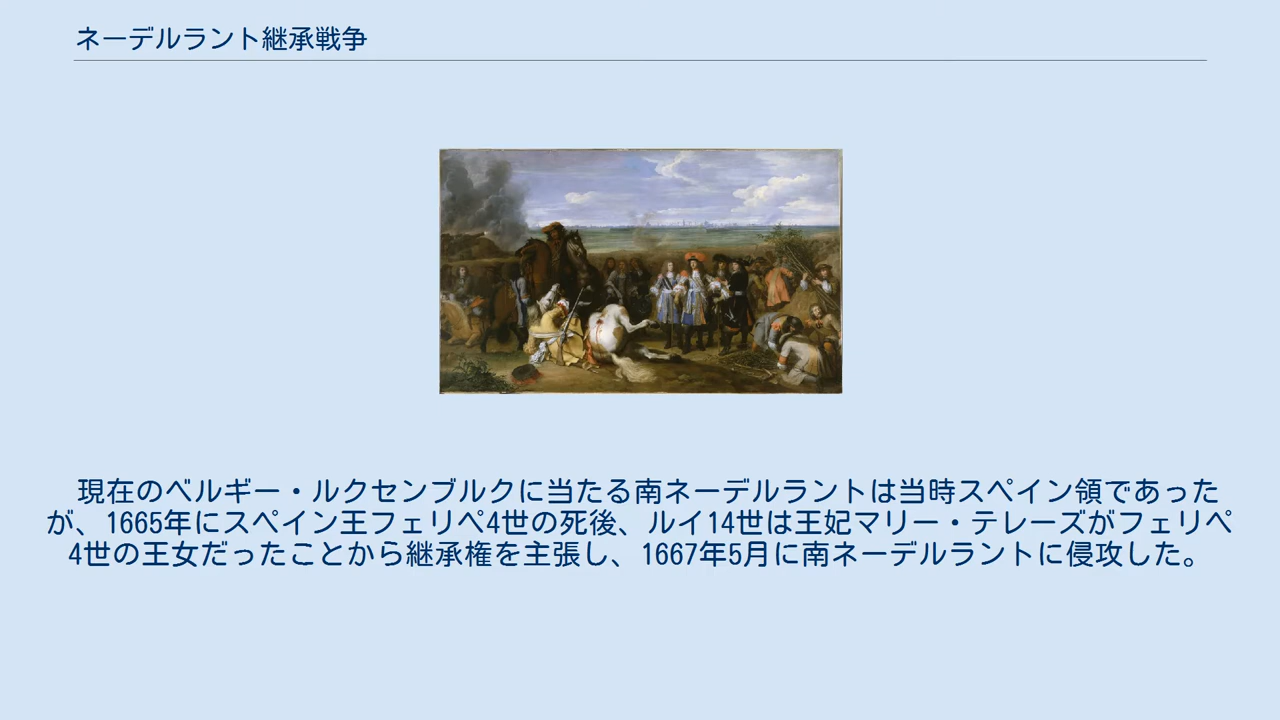 ネーデルラント継承戦争
現在のベルギー・ルクセンブルクに当たる南ネーデルラントは当時スペイン領であった
が、1665年にスペイン王フェリペ4世の死後、ルイ14世は王妃マリー・テレーズがフェリペ
4世の王女だったことから継承権を主張し、1667年5月に南ネーデルラントに侵攻した。